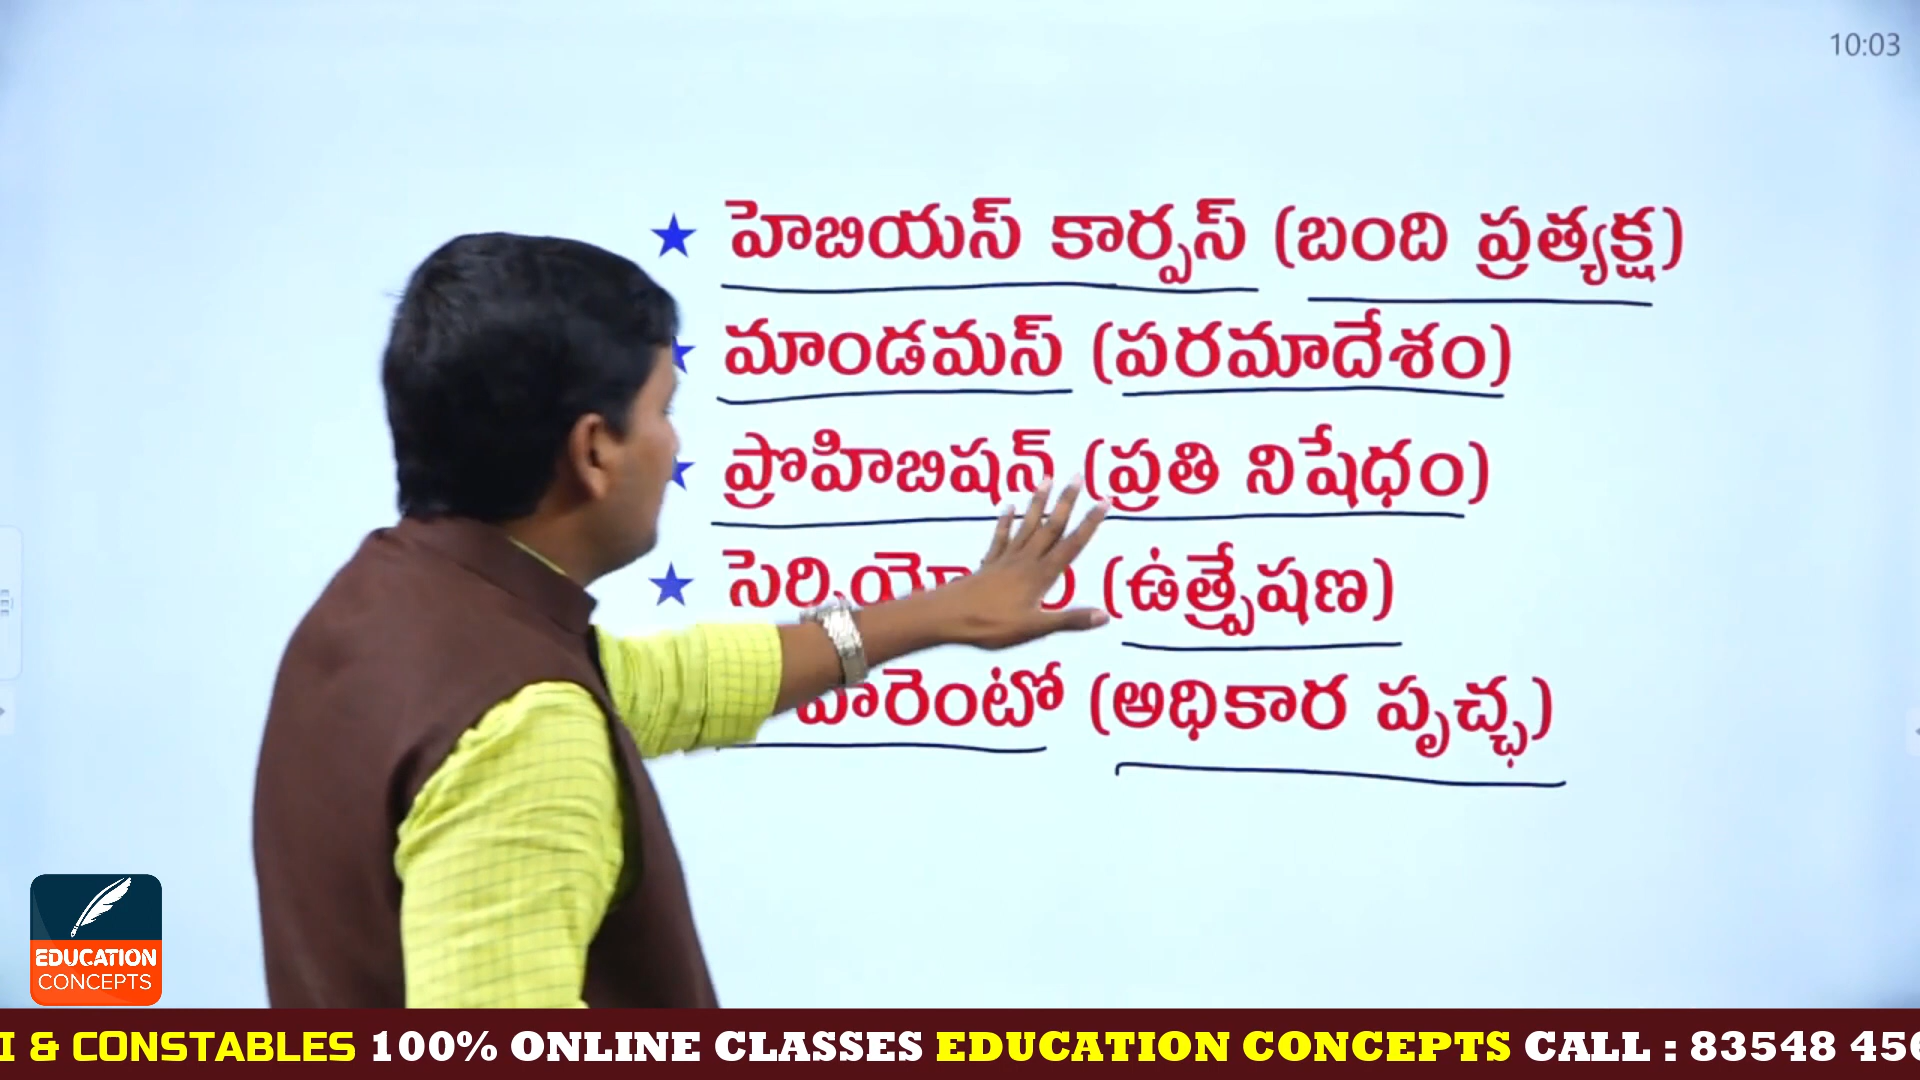 10:03
హెబియస్ కార్పస్ (బంది ప్రత్యక్ష)
మాండమస్ (పరమాదేశం)
ప్రొహిబిషన్ (ప్రతి నిషేధం)
(ఉత్ప్రేషణ)
వారెంటో (అధికార పృచ్ఛ)
EDUCATION
CONCEPTS
& CONSTABLES 100% ONLINE CLASSES EDUCATION CONCEPTS CALL : 83548